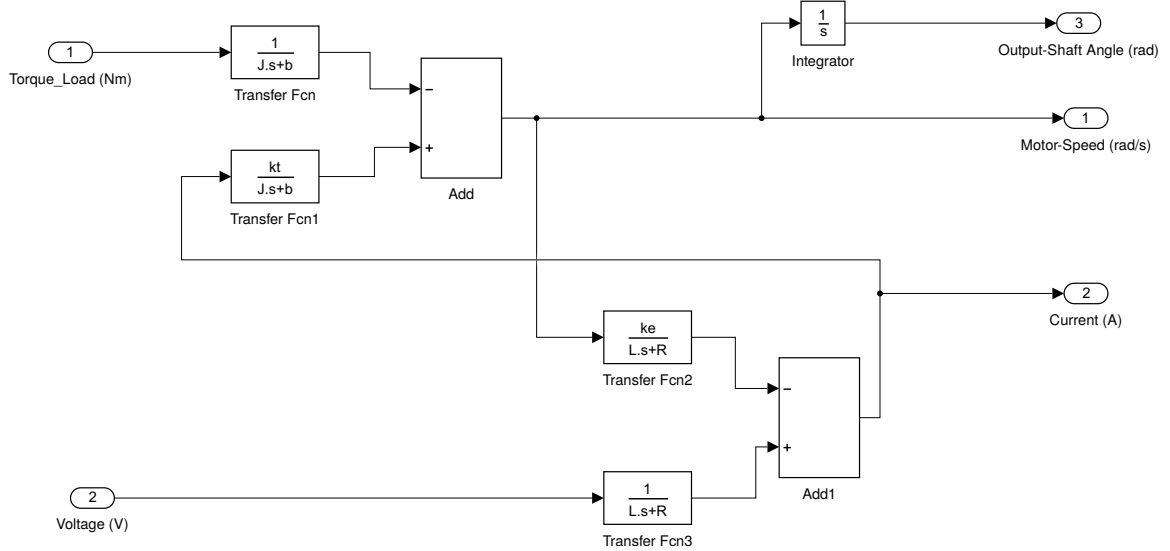 1
Torque_Load (Nm)
1
J.s+b
Transfer Fcn
−
+
Add
kt
J.s+b
Transfer Fcn1
1
s
Integrator
3
Output-Shaft Angle (rad)
1
Motor-Speed (rad/s)
2
Current (A)
ke
L.s+R
Transfer Fcn2
−
+
Add1
2
Voltage (V)
1
L.s+R
Transfer Fcn3